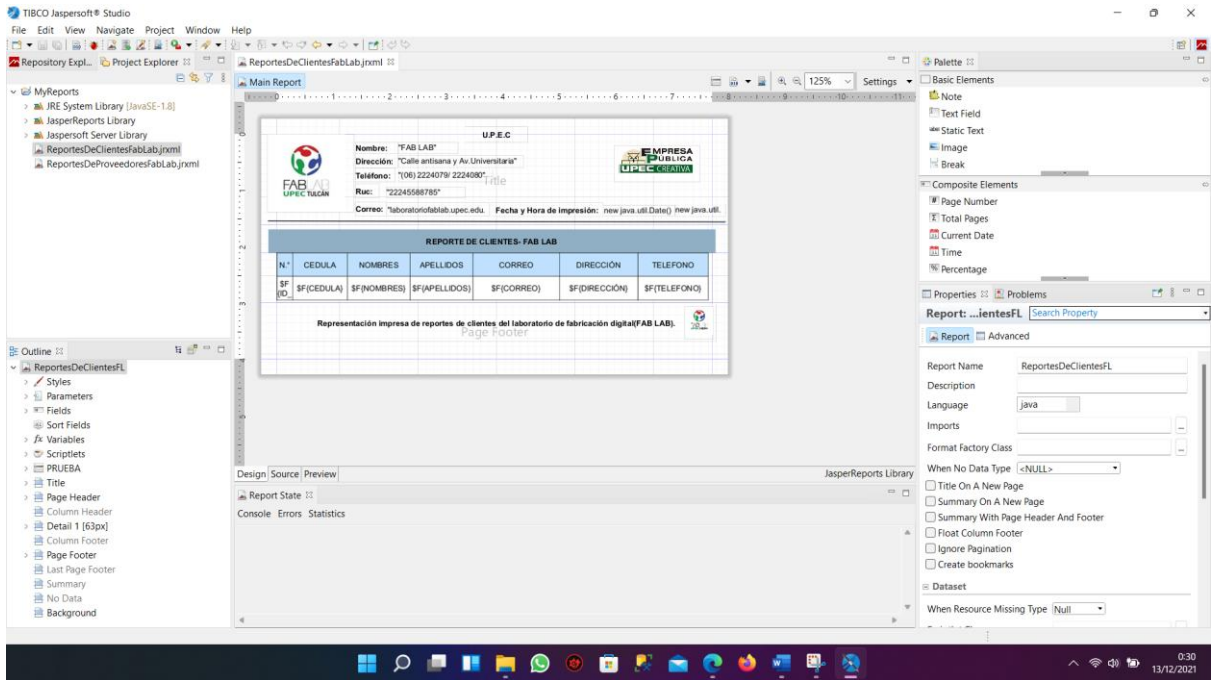 TIBCO Jaspersoft® Studio
File Edit View Navigate Project Window Help
Repository Expl... Project Explorer
ReportesDeClientesFabLab.jrxml
Palette
MyReports
JRE System Library [JavaSE-1.8]
JasperReports Library
Jaspersoft Server Library
ReportesDeClientesFabLab.jrxml
ReportesDeProveedoresFabLab.jrxml
Main Report
125%
Settings
U.P.E.C
FAB LAB
UPEC TULCÁN
Nombre: "FAB LAB"
Dirección: "Calle antisana y Av.Universitaria"
Teléfono: "(06) 2224079/ 2224080"
Title
Ruc: "22245588785"
Correo: "laboratoriofablab.upec.edu. Fecha y Hora de impresión: new java.util.Date() new java.util.
EMPRESA
PÚBLICA
UPEC CREATIVA
REPORTE DE CLIENTES- FAB LAB
N.° CEDULA NOMBRES APELLIDOS CORREO DIRECCIÓN TELEFONO
$F{ID_ $F{CEDULA} $F{NOMBRES} $F{APELLIDOS} $F{CORREO} $F{DIRECCIÓN} $F{TELEFONO}
Representación impresa de reportes de clientes del laboratorio de fabricación digital(FAB LAB).
Page Footer
Design Source Preview
JasperReports Library
Report State
Console Errors Statistics
Outline
ReportesDeClientesFL
Styles
Parameters
Fields
Sort Fields
fx Variables
Scriptlets
PRUEBA
Title
Page Header
Column Header
Detail 1 [63px]
Column Footer
Page Footer
Last Page Footer
Summary
No Data
Background
Basic Elements
Note
Text Field
Static Text
Image
Break
Composite Elements
Page Number
Total Pages
Current Date
Time
Percentage
Properties Problems
Report: ...ientesFL Search Property
Report Advanced
Report Name ReportesDeClientesFL
Description
Language java
Imports
Format Factory Class
When No Data Type <NULL>
Title On A New Page
Summary On A New Page
Summary With Page Header And Footer
Float Column Footer
Ignore Pagination
Create bookmarks
Dataset
When Resource Missing Type Null
0:30
13/12/2021